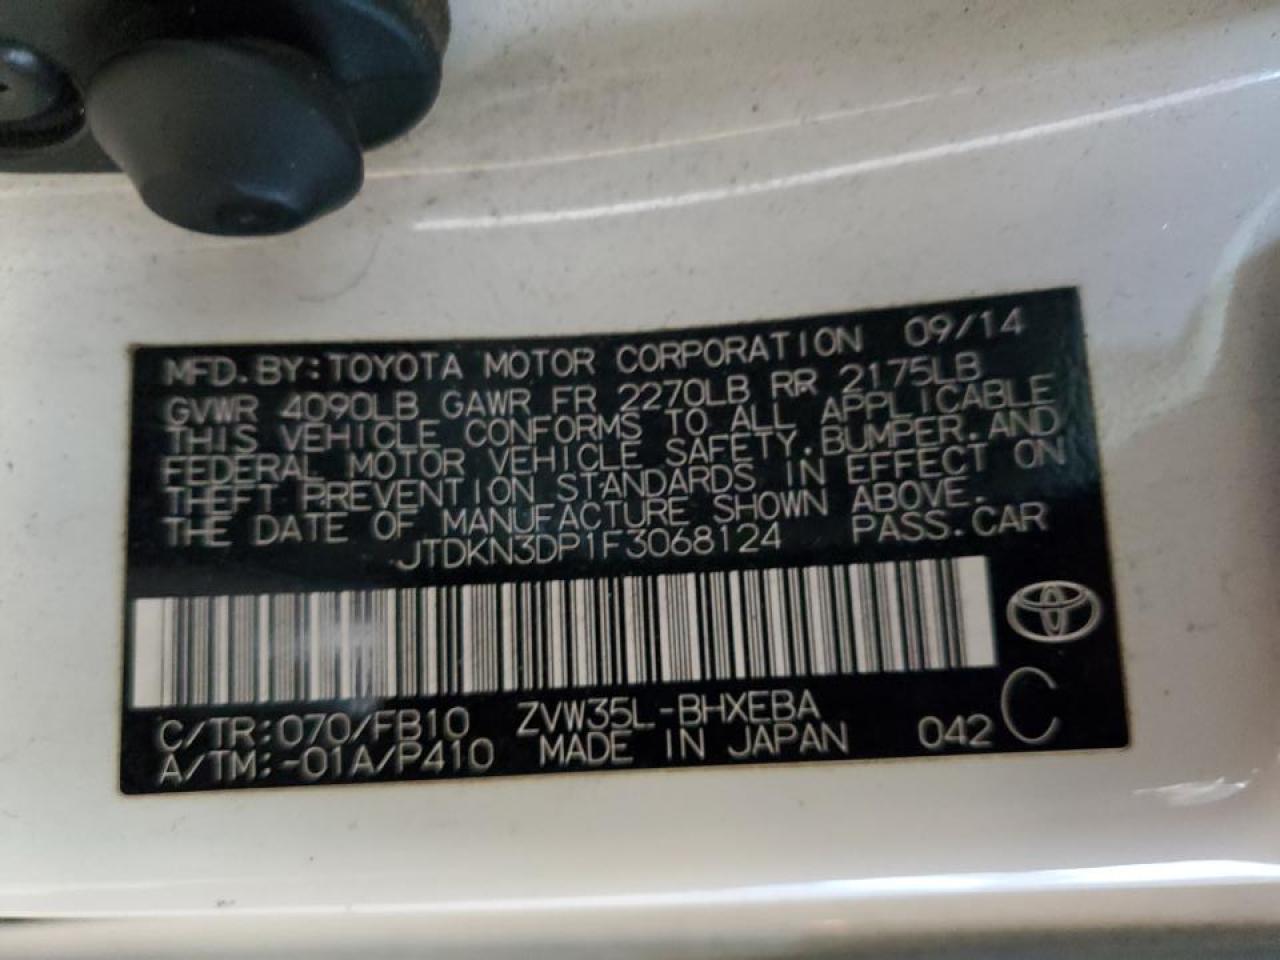 MFD. BY: TOYOTA MOTOR CORPORATION 09/14
GVWR 4090LB GAWR FR 2270LB RR 2175LB
THIS VEHICLE CONFORMS TO ALL APPLICABLE
FEDERAL MOTOR VEHICLE SAFETY, BUMPER, AND
THEFT PREVENTION STANDARDS IN EFFECT ON
THE DATE OF MANUFACTURE SHOWN ABOVE.
JTDKN3DP1F3068124 PASS. CAR
C/TR: 070/FB10 ZVW35L-BHXEBA
A/TM: -01A/P410 MADE IN JAPAN 042 C